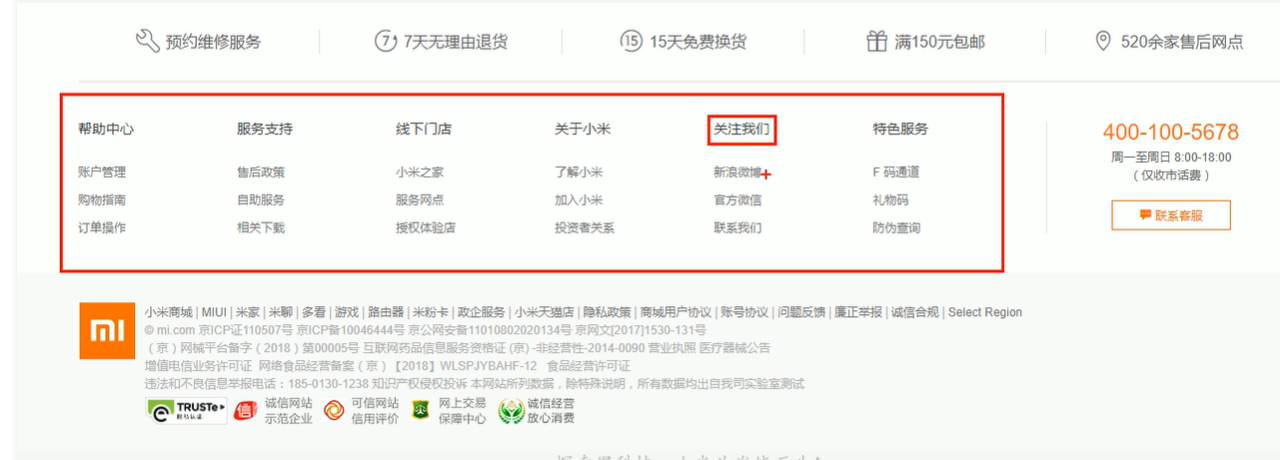 预约维修服务 7天无理由退货 15天免费换货 满150元包邮 520余家售后网点
帮助中心 服务支持 线下门店 关于小米 关注我们 特色服务
账户管理 售后政策 小米之家 了解小米 新浪微博 F 码通道
购物指南 自助服务 服务网点 加入小米 官方微信 礼物码
订单操作 相关下载 授权体验店 投资者关系 联系我们 防伪查询
400-100-5678
周一至周日 8:00-18:00
（仅收市话费）
联系客服
小米商城 | MIUI | 米家 | 米聊 | 多看 | 游戏 | 路由器 | 米粉卡 | 政企服务 | 小米天猫店 | 隐私政策 | 商城用户协议 | 账号协议 | 问题反馈 | 廉正举报 | 诚信合规 | Select Region
© mi.com 京ICP证110507号 京ICP备10046444号 京公网安备11010802020134号 京网文[2017]1530-131号
（京）网械平台备字（2018）第00005号 互联网药品信息服务资格证 (京) -非经营性-2014-0090 营业执照 医疗器械公告
增值电信业务许可证 网络食品经营备案（京）【2018】WLSPJYBAHF-12 食品经营许可证
违法和不良信息举报电话：185-0130-1238 知识产权侵权投诉 本网站所列数据，除特殊说明，所有数据均出自我司实验室测试
TRUSTe 诚信网站 可信网站 网上交易 诚信经营
示范企业 信用评价 保障中心 放心消费